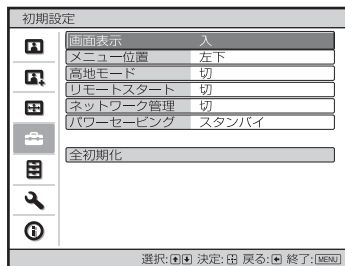 初期設定
画面表示 入
メニュー位置 左下
高地モード 切
リモートスタート 切
ネットワーク管理 切
パワーセービング スタンバイ
全初期化
選択: 決定: 戻る: 終了: MENU